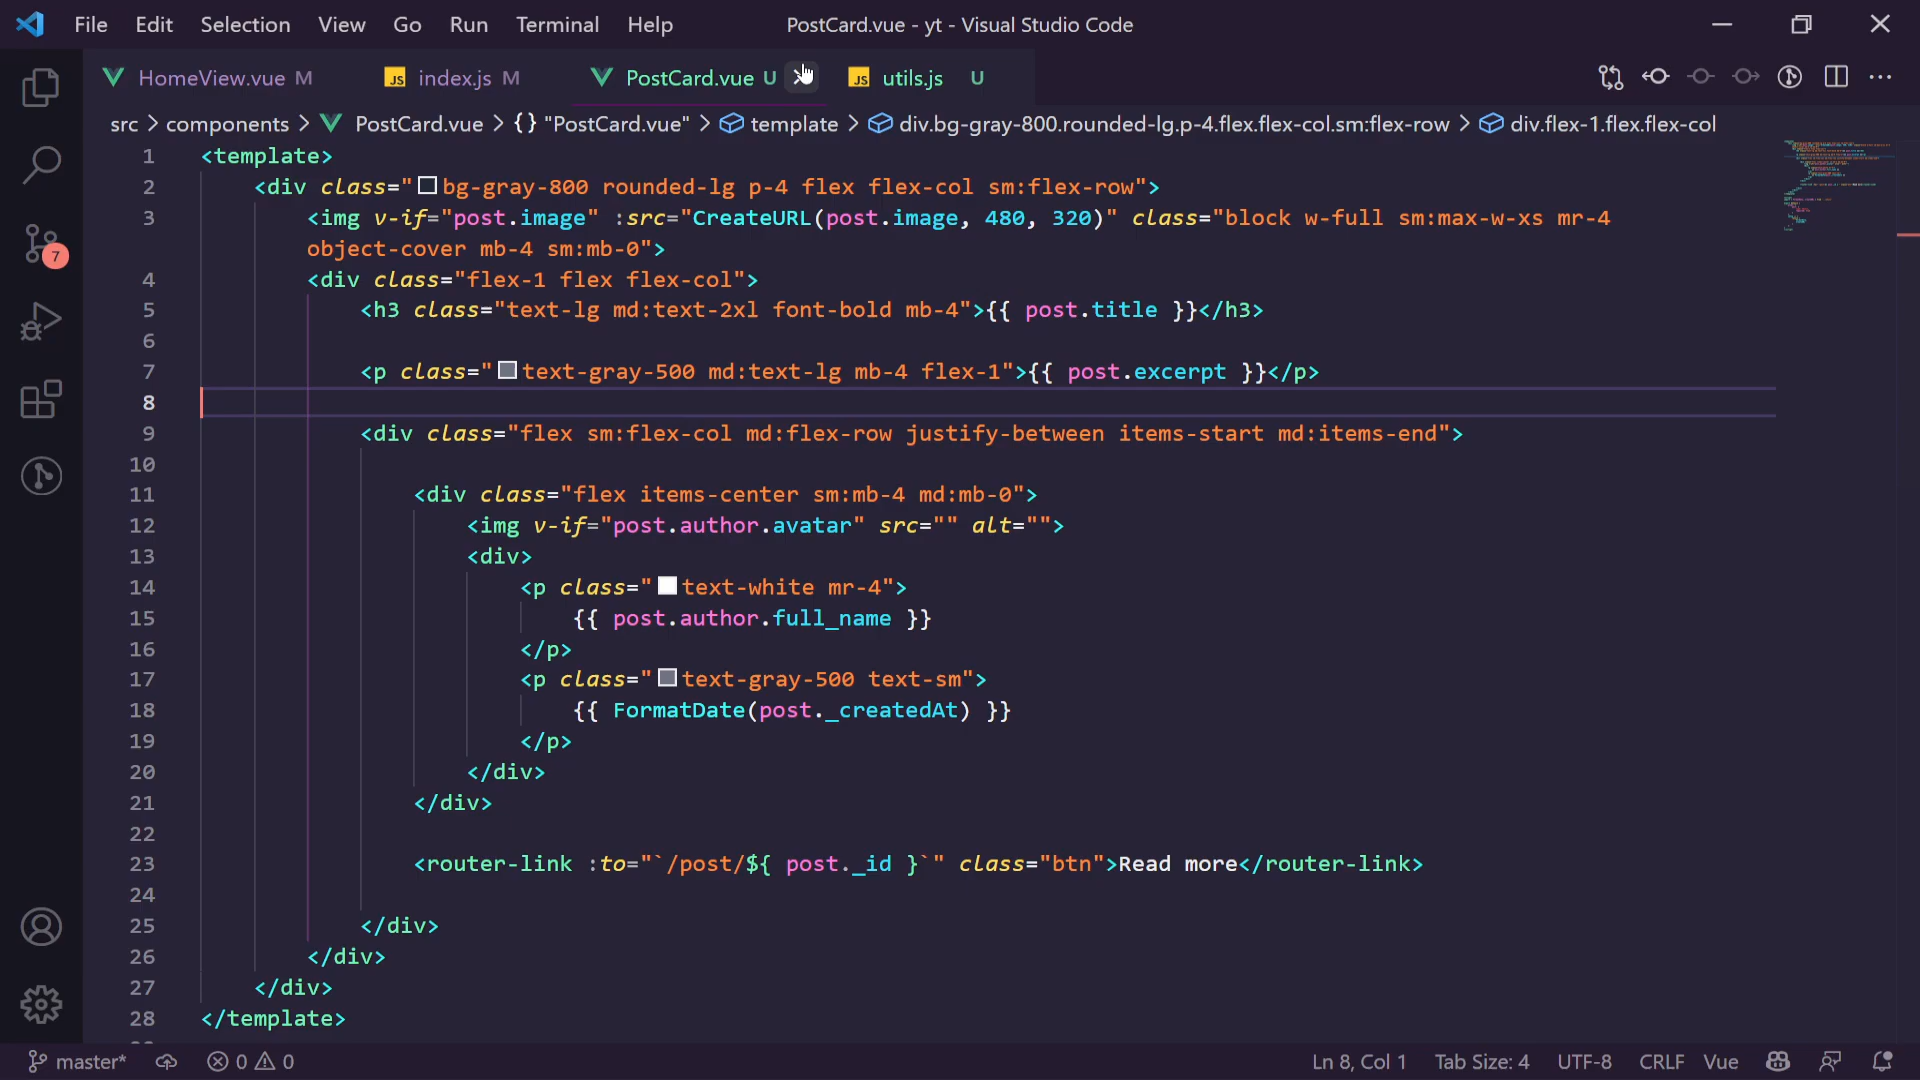 File Edit Selection View Go Run Terminal Help PostCard.vue - yt - Visual Studio Code
HomeView.vue M JS index.js M PostCard.vue U JS utils.js U
src > components > PostCard.vue > {} "PostCard.vue" > template > div.bg-gray-800.rounded-lg.p-4.flex.flex-col.sm:flex-row > div.flex-1.flex.flex-col
1 <template>
2 <div class="bg-gray-800 rounded-lg p-4 flex flex-col sm:flex-row">
3 <img v-if="post.image" :src="CreateURL(post.image, 480, 320)" class="block w-full sm:max-w-xs mr-4
object-cover mb-4 sm:mb-0">
4 <div class="flex-1 flex flex-col">
5 <h3 class="text-lg md:text-2xl font-bold mb-4">{{ post.title }}</h3>
6
7 <p class="text-gray-500 md:text-lg mb-4 flex-1">{{ post.excerpt }}</p>
8
9 <div class="flex sm:flex-col md:flex-row justify-between items-start md:items-end">
10
11 <div class="flex items-center sm:mb-4 md:mb-0">
12 <img v-if="post.author.avatar" src="" alt="">
13 <div>
14 <p class="text-white mr-4">
15 {{ post.author.full_name }}
16 </p>
17 <p class="text-gray-500 text-sm">
18 {{ FormatDate(post._createdAt) }}
19 </p>
20 </div>
21 </div>
22
23 <router-link :to="`/post/${ post._id }`" class="btn">Read more</router-link>
24
25 </div>
26 </div>
27 </div>
28 </template>
7
master* 0 0 Ln 8, Col 1 Tab Size: 4 UTF-8 CRLF Vue